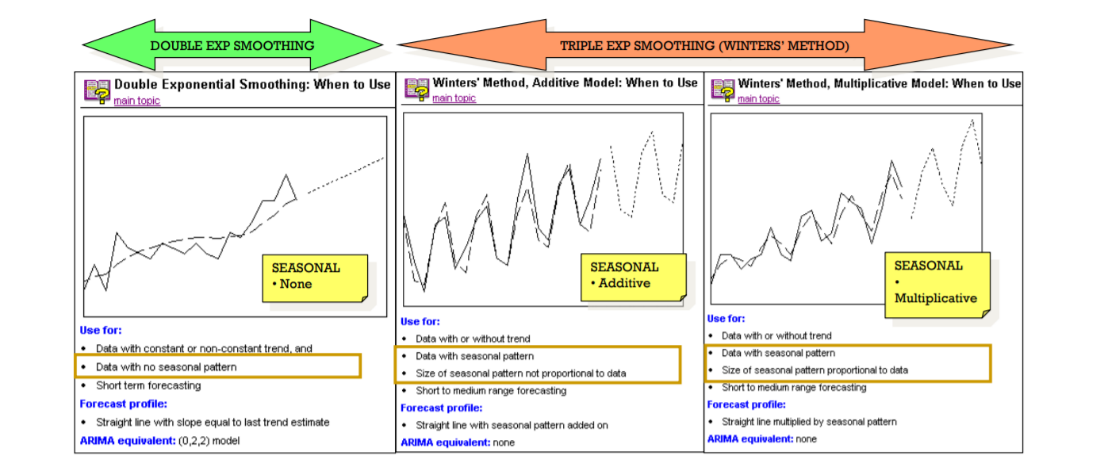 DOUBLE EXP SMOOTHING
TRIPLE EXP SMOOTHING (WINTERS' METHOD)
Double Exponential Smoothing: When to Use
main topic
SEASONAL
• None
Use for:
• Data with constant or non-constant trend, and
• Data with no seasonal pattern
• Short term forecasting
Forecast profile:
• Straight line with slope equal to last trend estimate
ARIMA equivalent: (0,2,2) model
Winters' Method, Additive Model: When to Use
main topic
SEASONAL
• Additive
Use for:
• Data with or without trend
• Data with seasonal pattern
• Size of seasonal pattern not proportional to data
• Short to medium range forecasting
Forecast profile:
• Straight line with seasonal pattern added on
ARIMA equivalent: none
Winters' Method, Multiplicative Model: When to Use
main topic
SEASONAL
•
Multiplicative
Use for:
• Data with or without trend
• Data with seasonal pattern
• Size of seasonal pattern proportional to data
• Short to medium range forecasting
Forecast profile:
• Straight line multiplied by seasonal pattern
ARIMA equivalent: none